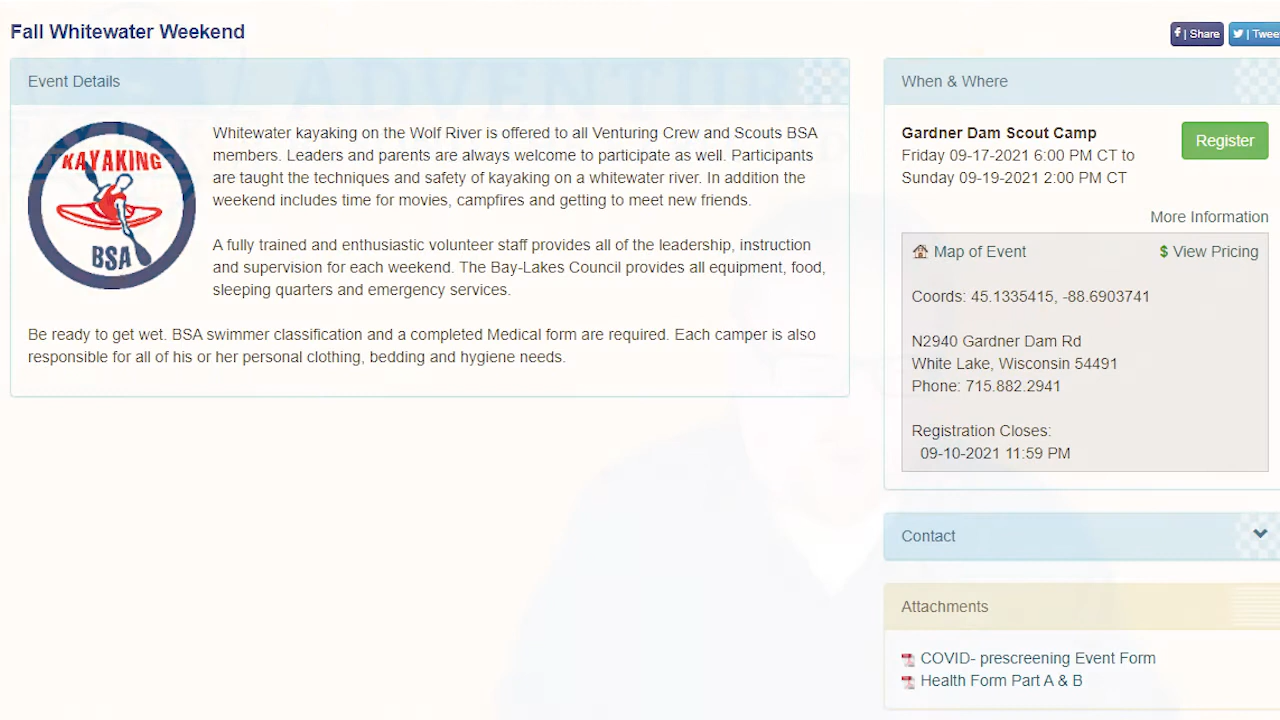 Fall Whitewater Weekend
| Share
| Twee
Event Details
KAYAKING
BSA
Whitewater kayaking on the Wolf River is offered to all Venturing Crew and Scouts BSA
members. Leaders and parents are always welcome to participate as well. Participants
are taught the techniques and safety of kayaking on a whitewater river. In addition the
weekend includes time for movies, campfires and getting to meet new friends.
A fully trained and enthusiastic volunteer staff provides all of the leadership, instruction
and supervision for each weekend. The Bay-Lakes Council provides all equipment, food,
sleeping quarters and emergency services.
Be ready to get wet. BSA swimmer classification and a completed Medical form are required. Each camper is also
responsible for all of his or her personal clothing, bedding and hygiene needs.
When & Where
Gardner Dam Scout Camp
Friday 09-17-2021 6:00 PM CT to
Sunday 09-19-2021 2:00 PM CT
Register
More Information
Map of Event
$ View Pricing
Coords: 45.1335415, -88.6903741
N2940 Gardner Dam Rd
White Lake, Wisconsin 54491
Phone: 715.882.2941
Registration Closes:
09-10-2021 11:59 PM
Contact
Attachments
COVID- prescreening Event Form
Health Form Part A & B